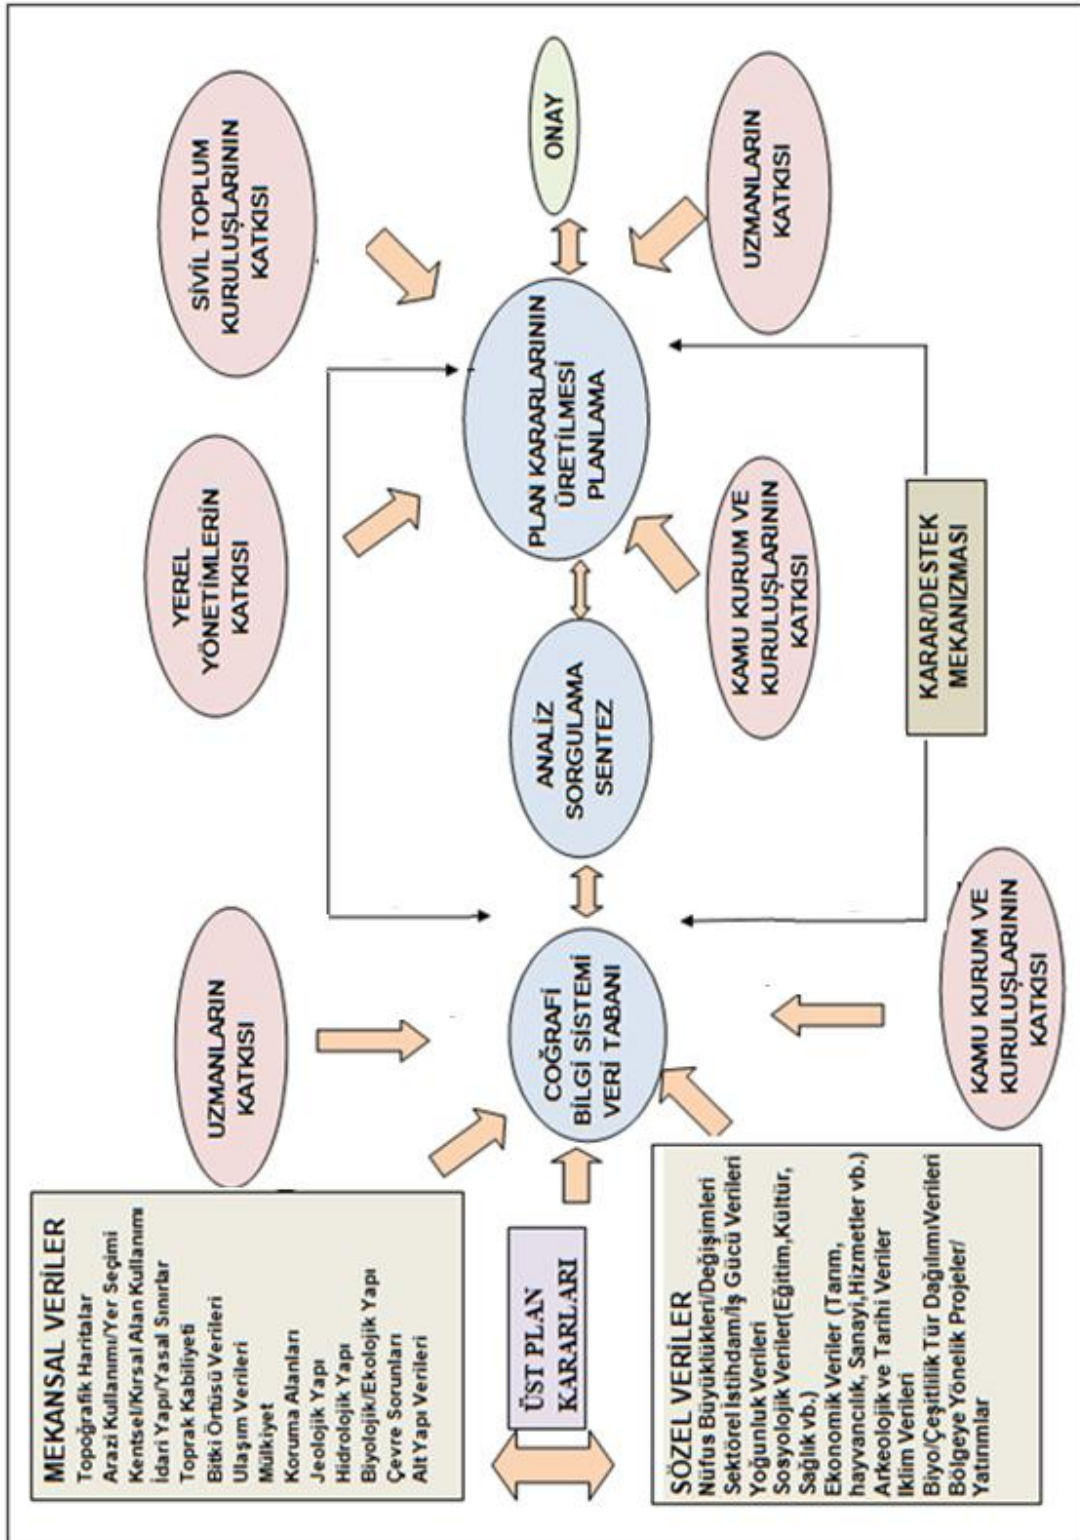 MEKANSAL VERİLER
Topoğrafik Haritalar
Arazi Kullanımı/Yer Seçimi
Kentsel/Kırsal Alan Kullanımı
İdari Yapı/Yasal Sınırlar
Toprak Kabiliyeti
Bitki Örtüsü Verileri
Ulaşım Verileri
Mülkiyet
Koruma Alanları
Jeolojik Yapı
Hidrolojik Yapı
Biyolojik/Ekolojik Yapı
Çevre Sorunları
Alt Yapı Verileri
ÜST PLAN
KARARLARI
SÖZEL VERİLER
Nüfus Büyüklükleri/Değişimleri
Sektörel İstihdam/İş Gücü Verileri
Yoğunluk Verileri
Sosyolojik Veriler(Eğitim,Kültür,
Sağlık vb.)
Ekonomik Veriler (Tarım,
hayvancılık, Sanayi,Hizmetler vb.)
Arkeolojik ve Tarihi Veriler
Iklim Verileri
Biyo/Çeşitlilik Tür DağılımıVerileri
Bölgeye Yönelik Projeler/
Yatırımlar
UZMANLARIN
KATKISI
COĞRAFİ
BİLGİ SİSTEMİ
VERİ TABANI
KAMU KURUM VE
KURULUŞLARININ
KATKISI
ANALİZ
SORGULAMA
SENTEZ
YEREL
YÖNETİMLERİN
KATKISI
SİVİL TOPLUM
KURULUŞLARININ
KATKISI
PLAN KARARLARININ
ÜRETİLMESİ
PLANLAMA
KAMU KURUM VE
KURULUŞLARININ
KATKISI
KARAR/DESTEK
MEKANİZMASI
ONAY
UZMANLARIN
KATKISI